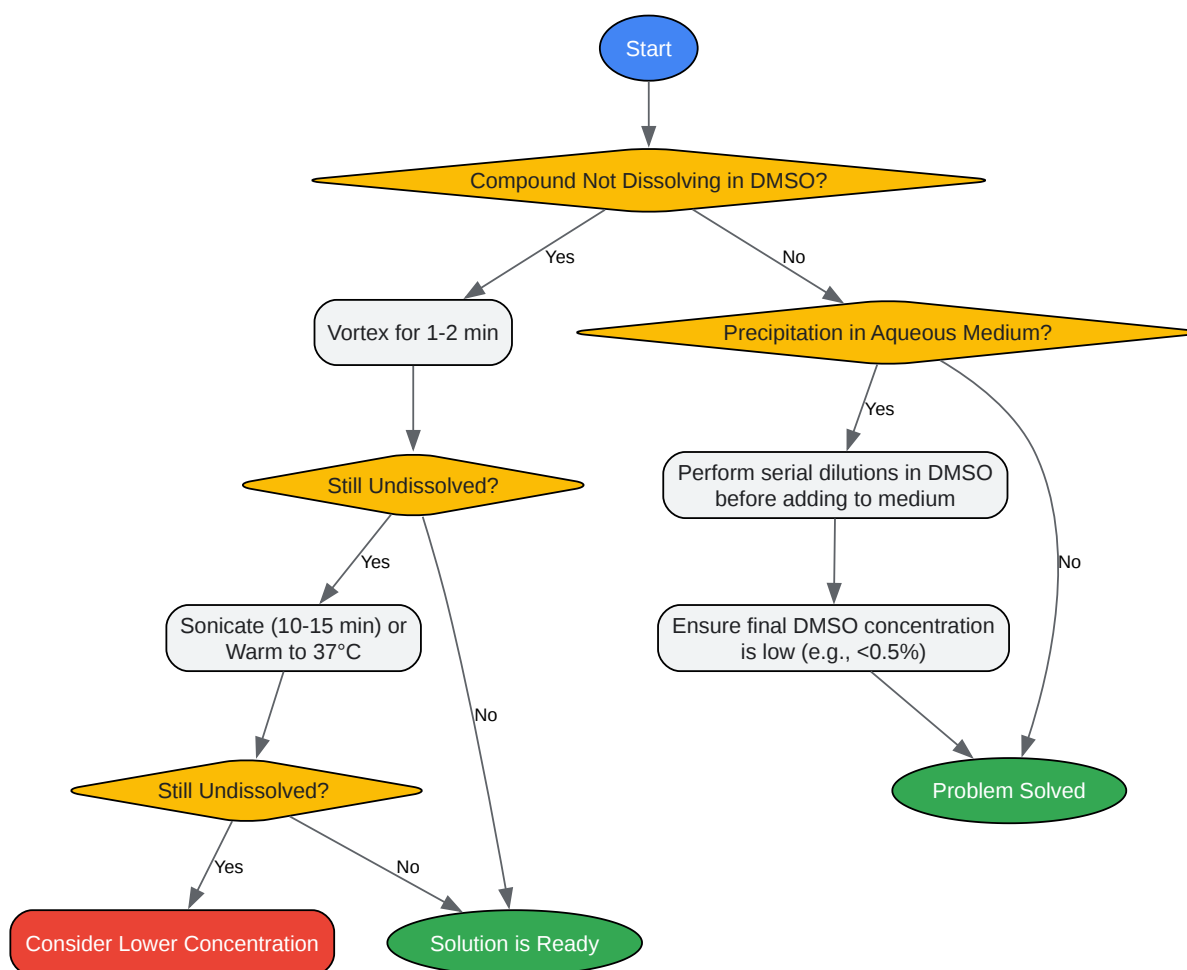 Start
Compound Not Dissolving in DMSO?
Yes
No
Vortex for 1-2 min
Precipitation in Aqueous Medium?
Yes
Still Undissolved?
Perform serial dilutions in DMSO
before adding to medium
Yes
No
Sonicate (10-15 min) or
Warm to 37°C
Ensure final DMSO concentration
is low (e.g., <0.5%)
No
Still Undissolved?
Problem Solved
Yes
No
Consider Lower Concentration
Solution is Ready